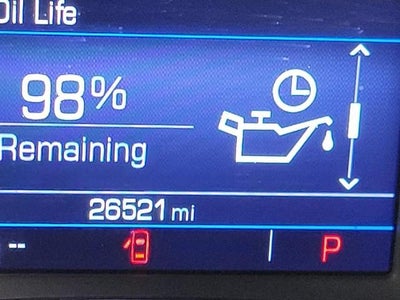 Oil Life
98%
Remaining
26521 mi
-- P